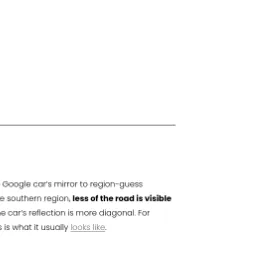 Google car's mirror to region-guess
e southern region, less of the road is visible
e car's reflection is more diagonal. For
s is what it usually looks like.